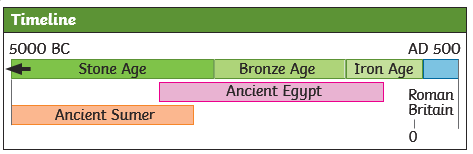 Timeline
5000 BC AD 500
Stone Age Bronze Age Iron Age
Ancient Egypt Roman
Britain
Ancient Sumer
0